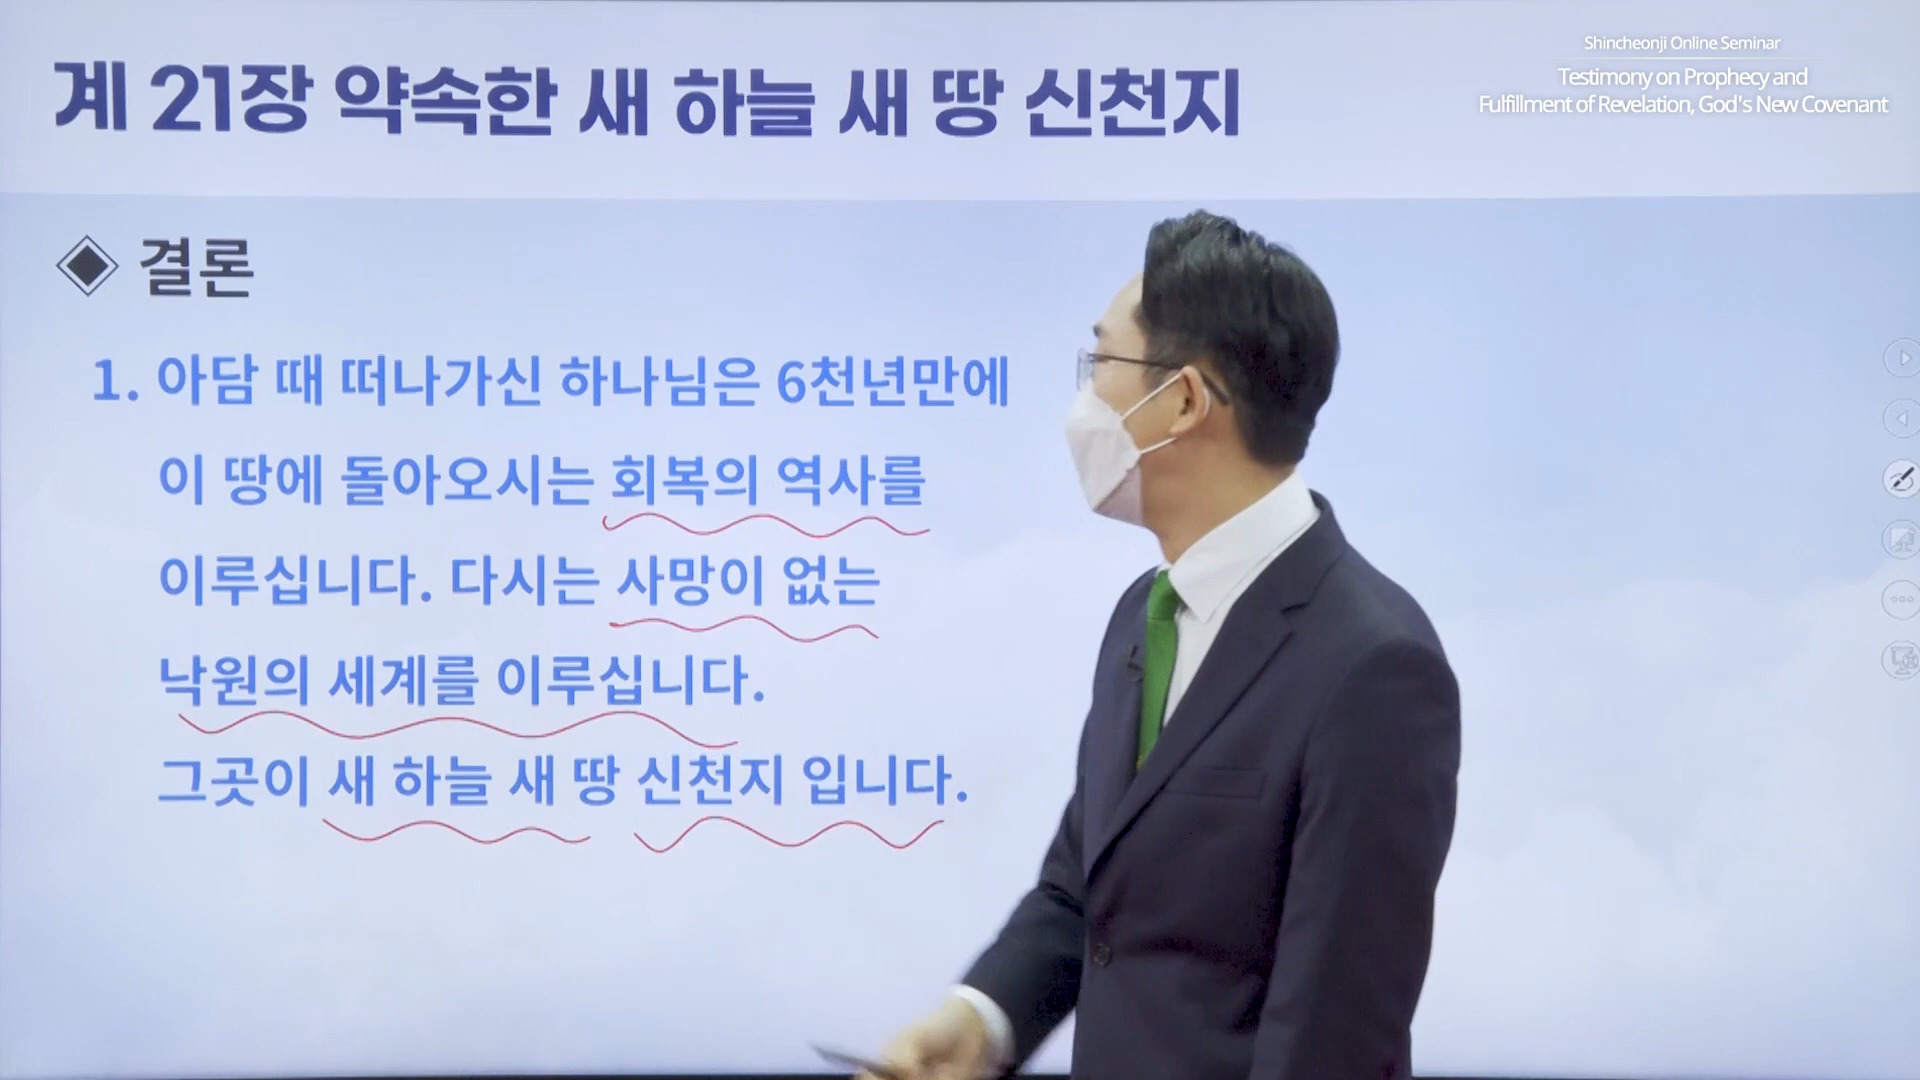 Shincheonji Online Seminar
Testimony on Prophecy and
Fulfillment of Revelation, God's New Covenant
계 21장 약속한 새 하늘 새 땅 신천지
결론
1. 아담 때 떠나가신 하나님은 6천년만에
이 땅에 돌아오시는 회복의 역사를
이루십니다. 다시는 사망이 없는
낙원의 세계를 이루십니다.
그곳이 새 하늘 새 땅 신천지 입니다.